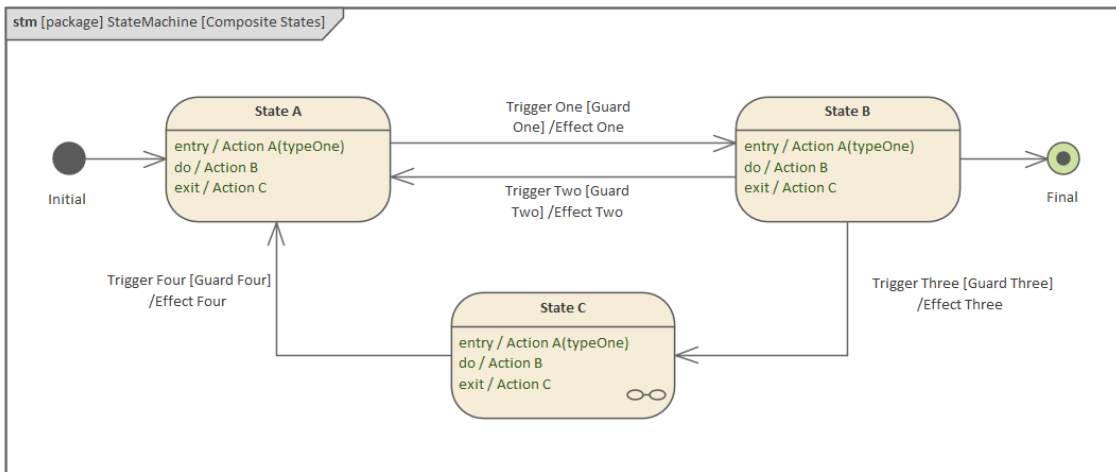 stm [package] StateMachine [Composite States]
State A
entry / Action A(typeOne)
do / Action B
exit / Action C
Trigger One [Guard
One] /Effect One
State B
entry / Action A(typeOne)
do / Action B
exit / Action C
Trigger Two [Guard
Two] /Effect Two
Initial
Final
Trigger Four [Guard Four]
/Effect Four
Trigger Three [Guard Three]
/Effect Three
State C
entry / Action A(typeOne)
do / Action B
exit / Action C